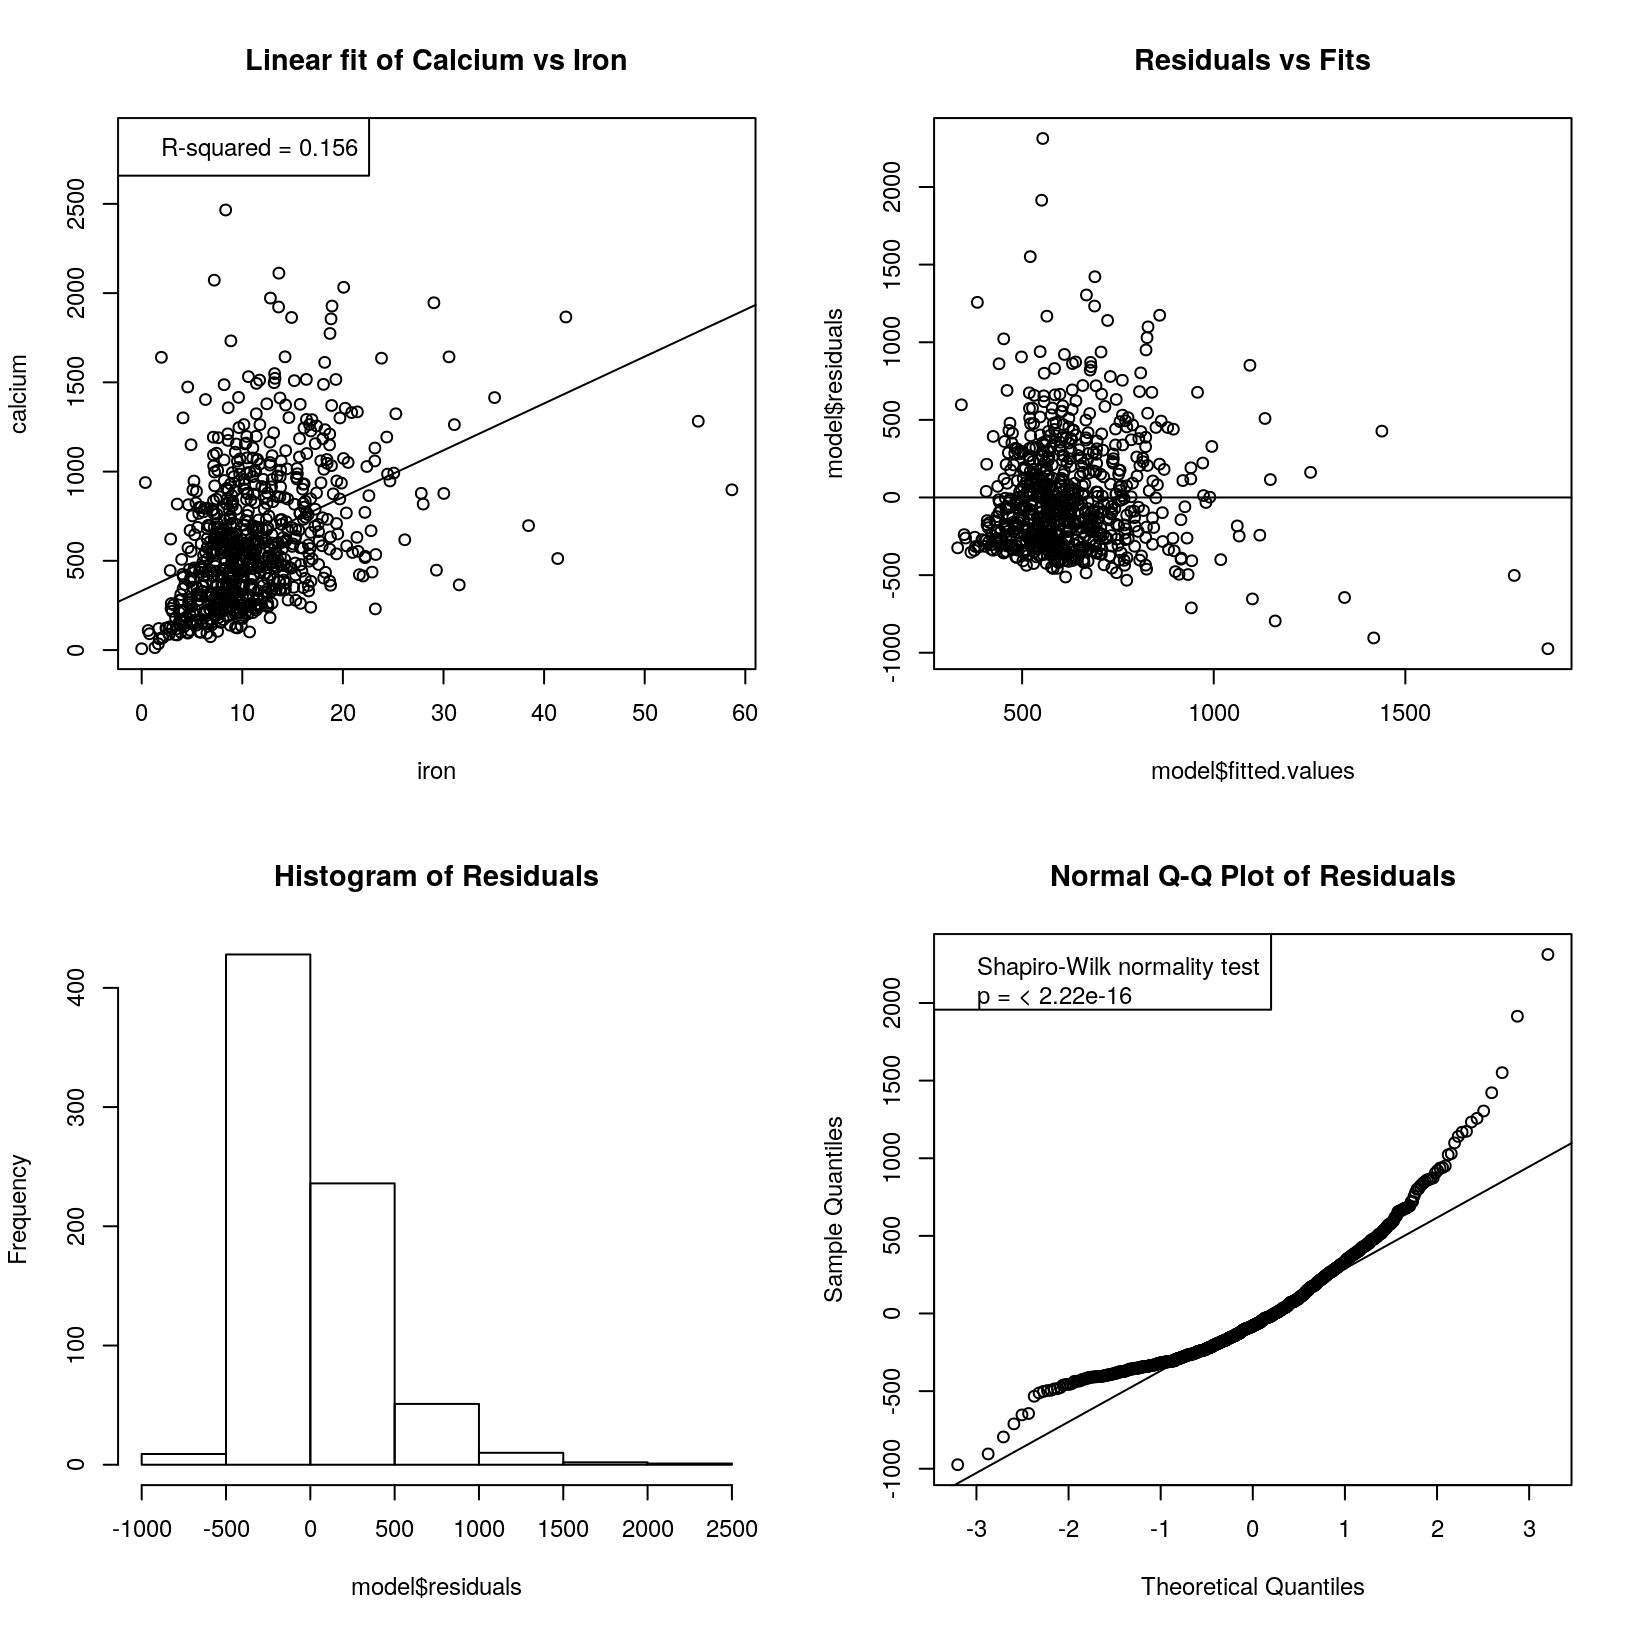 Linear fit of Calcium vs Iron
R-squared = 0.156
calcium
0 500 1000 1500 2000 2500
0 10 20 30 40 50 60
iron
Residuals vs Fits
model$residuals
-1000 -500 0 500 1000 1500 2000
500 1000 1500
model$fitted.values
Histogram of Residuals
Frequency
0 100 200 300 400
-1000 -500 0 500 1000 1500 2000 2500
model$residuals
Normal Q-Q Plot of Residuals
Shapiro-Wilk normality test
p = < 2.22e-16
Sample Quantiles
-1000 -500 0 500 1000 1500 2000
-3 -2 -1 0 1 2 3
Theoretical Quantiles